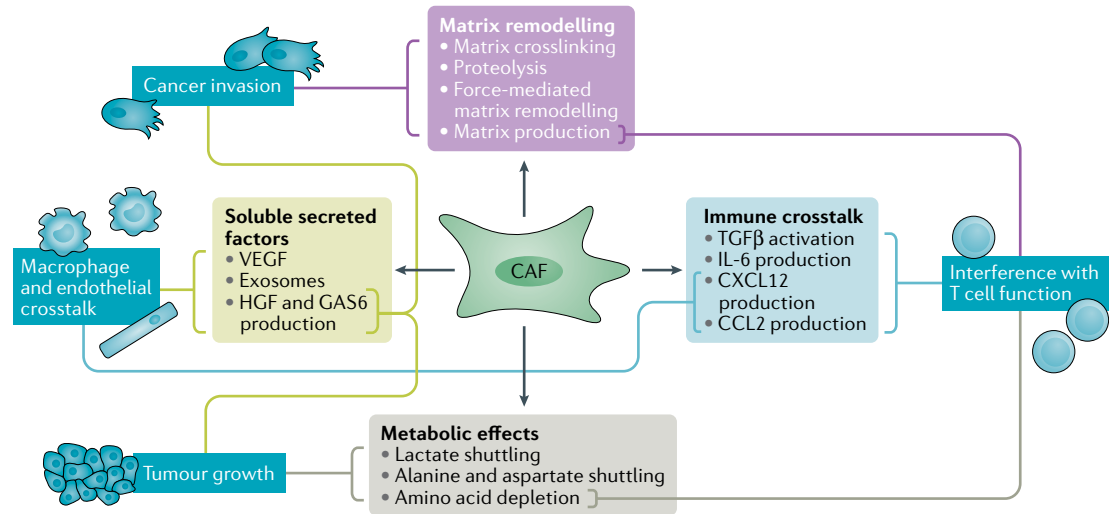 Matrix remodelling
• Matrix crosslinking
• Proteolysis
• Force-mediated
matrix remodelling
• Matrix production
Cancer invasion
Soluble secreted
factors
• VEGF
• Exosomes
• HGF and GAS6
production
Macrophage
and endothelial
crosstalk
CAF
Immune crosstalk
• TGFβ activation
• IL-6 production
• CXCL12
production
• CCL2 production
Interference with
T cell function
Metabolic effects
• Lactate shuttling
• Alanine and aspartate shuttling
• Amino acid depletion
Tumour growth